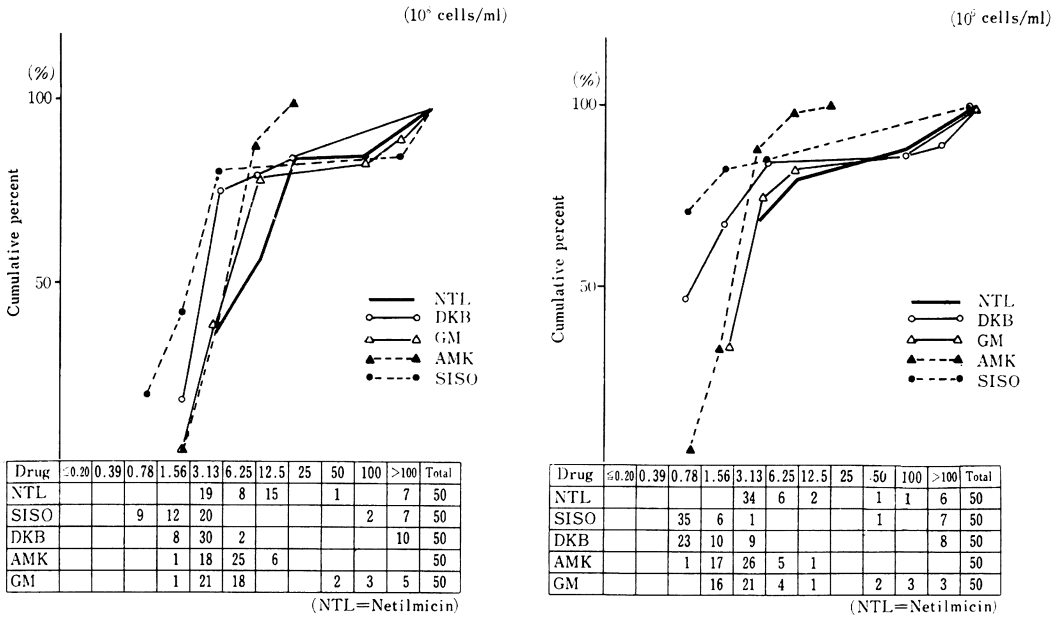 (10⁸ cells/ml)
(%)
100
50
Cumulative percent
NTL
DKB
GM
AMK
SISO
Drug ≦0.20 0.39 0.78 1.56 3.13 6.25 12.5 25 50 100 >100 Total
NTL 19 8 15 1 7 50
SISO 9 12 20 2 7 50
DKB 8 30 2 10 50
AMK 1 18 25 6 50
GM 1 21 18 2 3 5 50
(NTL=Netilmicin)
(10⁶ cells/ml)
(%)
100
50
Cumulative percent
NTL
DKB
GM
AMK
SISO
Drug ≦0.20 0.39 0.78 1.56 3.13 6.25 12.5 25 50 100 >100 Total
NTL 34 6 2 1 1 6 50
SISO 35 6 1 1 7 50
DKB 23 10 9 8 50
AMK 1 17 26 5 1 50
GM 16 21 4 1 2 3 3 50
(NTL=Netilmicin)